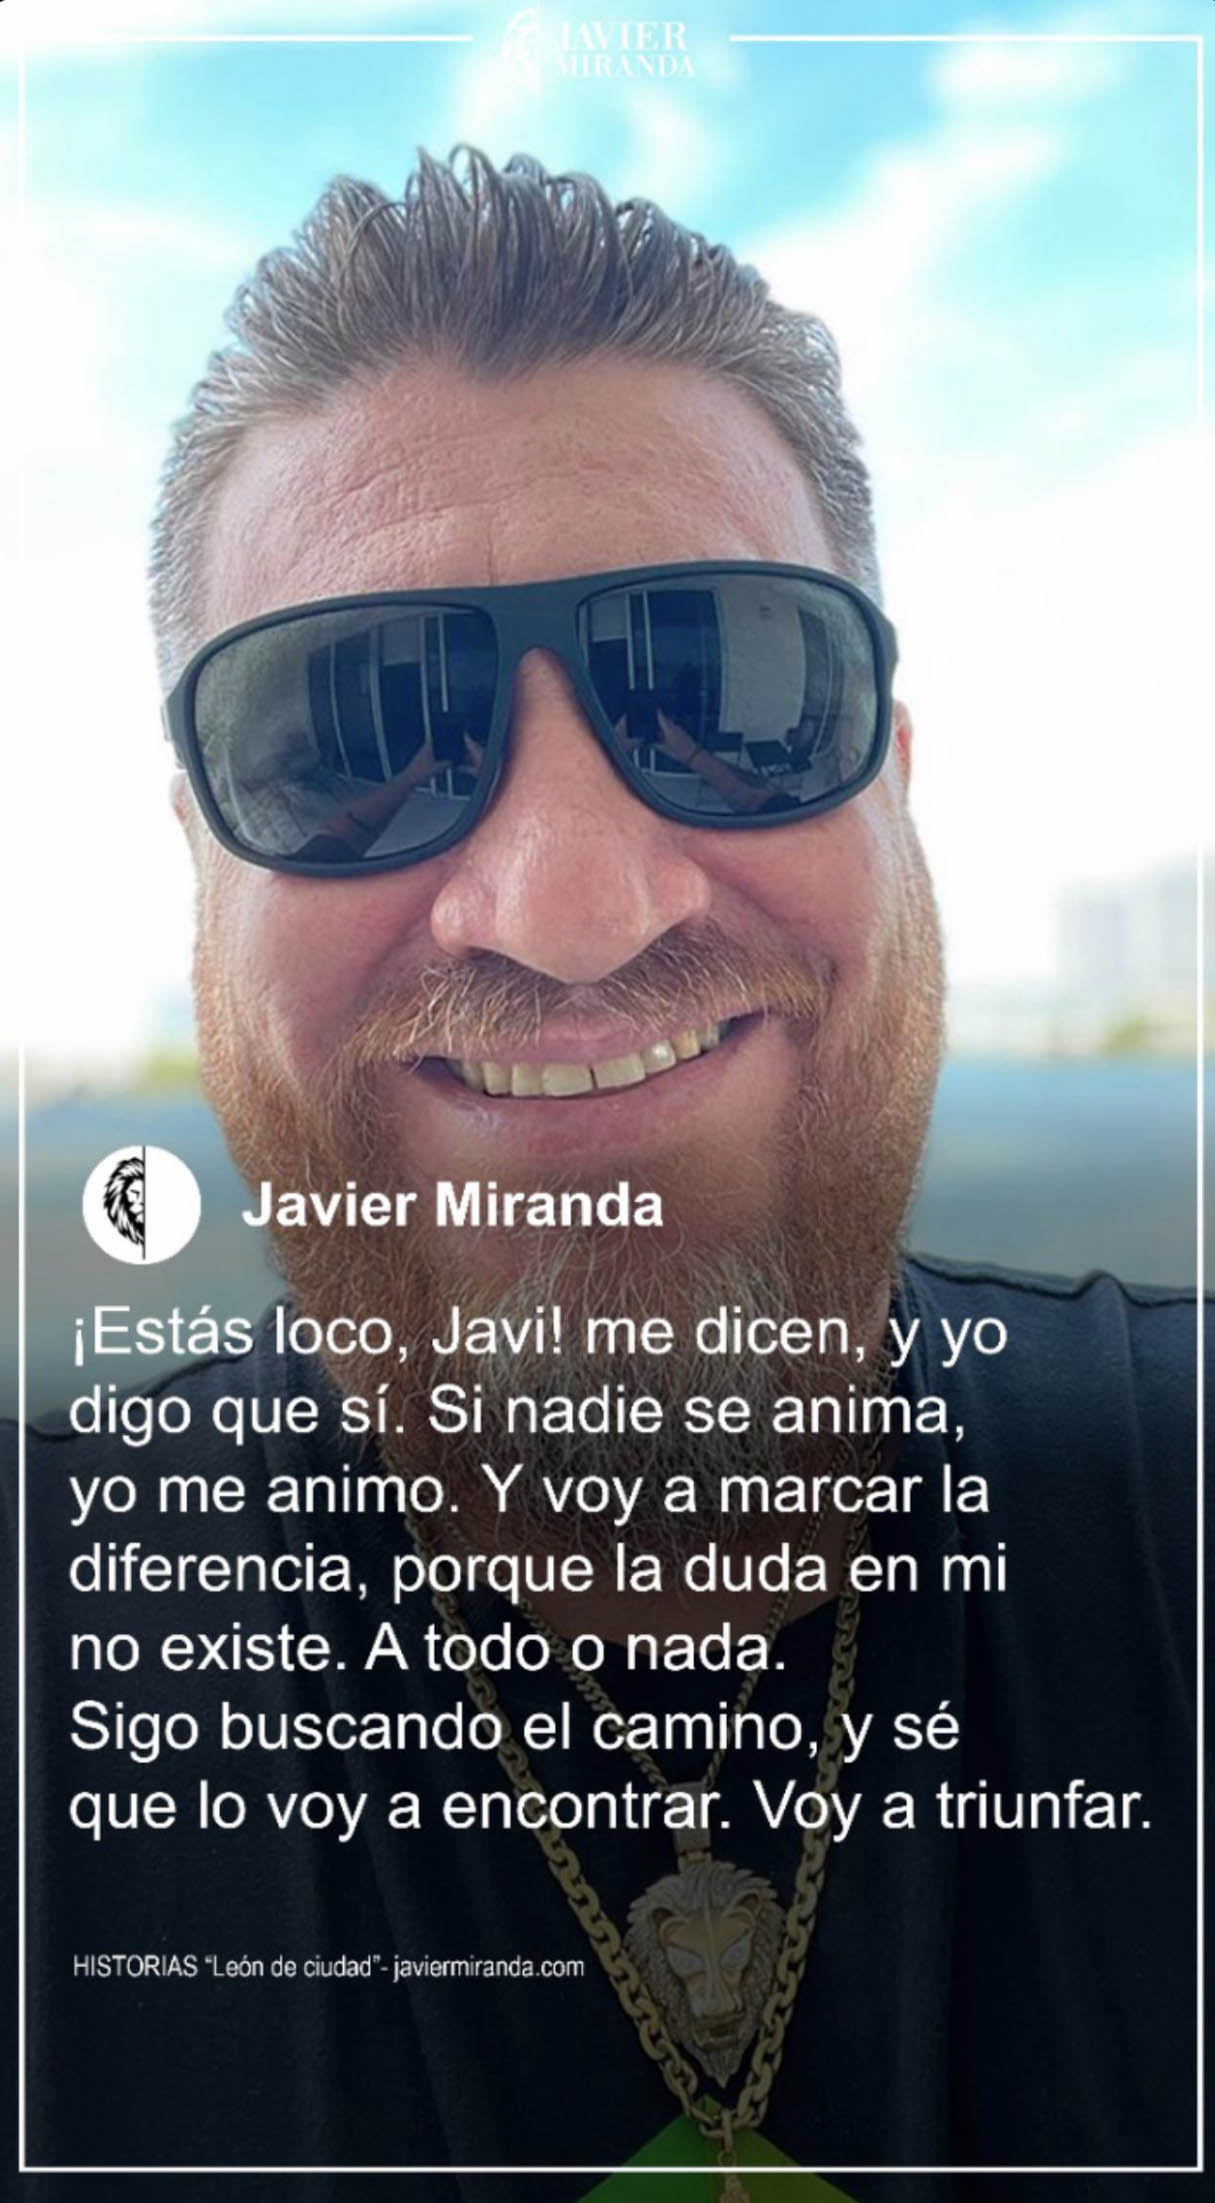 JAVIER
MIRANDA
Javier Miranda
¡Estás loco, Javi! me dicen, y yo
digo que sí. Si nadie se anima,
yo me animo. Y voy a marcar la
diferencia, porque la duda en mi
no existe. A todo o nada.
Sigo buscando el camino, y sé
que lo voy a encontrar. Voy a triunfar.
HISTORIAS “León de ciudad”- javiermiranda.com